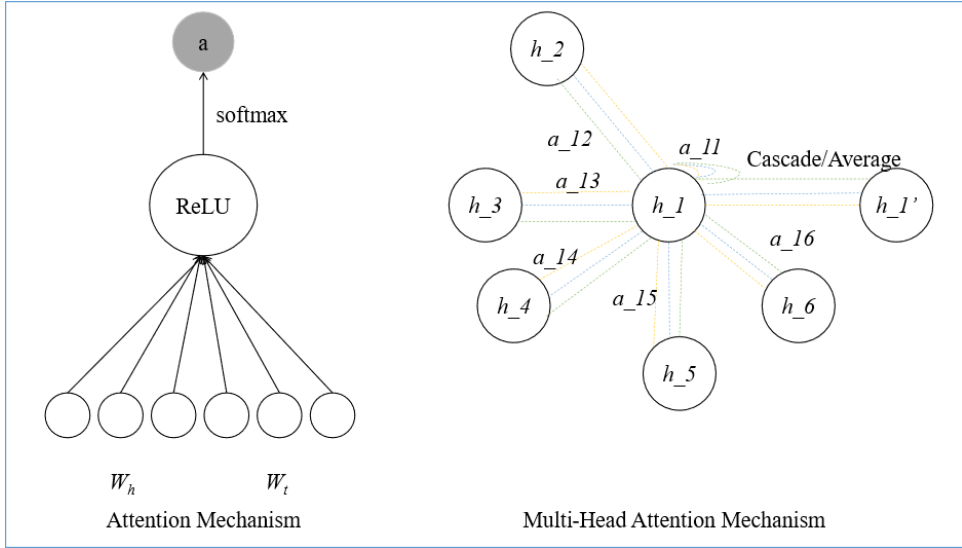 a
softmax
ReLU
W_h
W_t
Attention Mechanism
h_2
a_12
a_11
Cascade/Average
a_13
h_3
h_1
h_1’
a_14
a_16
h_4
a_15
h_6
h_5
Multi-Head Attention Mechanism